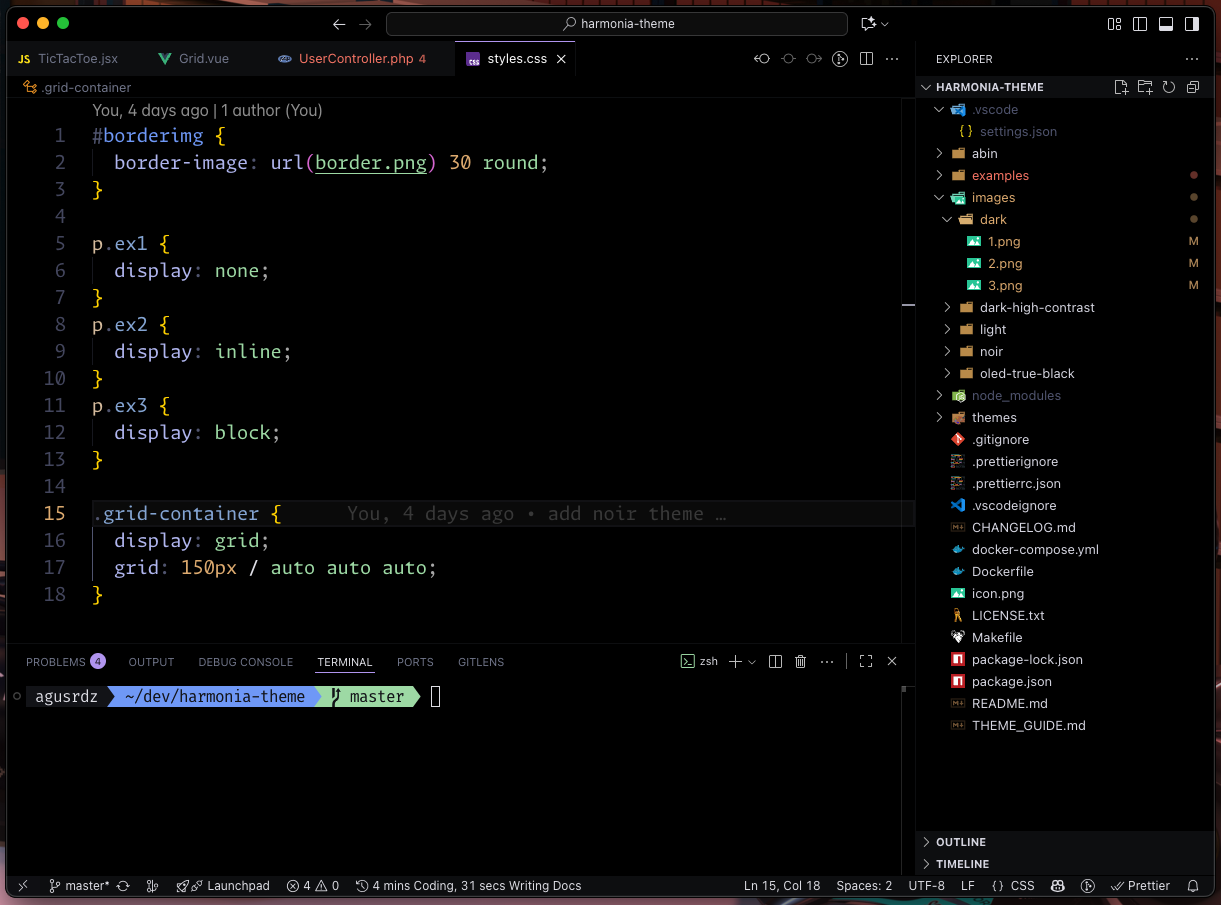 harmonia-theme
JS TicTacToe.jsx Grid.vue php UserController.php 4 CSS styles.css
.grid-container
You, 4 days ago | 1 author (You)
1 #borderimg {
2 border-image: url(border.png) 30 round;
3 }
4
5 p.ex1 {
6 display: none;
7 }
8 p.ex2 {
9 display: inline;
10 }
11 p.ex3 {
12 display: block;
13 }
14
15 .grid-container { You, 4 days ago • add noir theme …
16 display: grid;
17 grid: 150px / auto auto auto;
18 }
PROBLEMS 4 OUTPUT DEBUG CONSOLE TERMINAL PORTS GITLENS zsh
agusrdz ~/dev/harmonia-theme master
EXPLORER
HARMONIA-THEME
.vscode
{ } settings.json
abin
examples
images
dark
1.png M
2.png M
3.png M
dark-high-contrast
light
noir
oled-true-black
node_modules
themes
.gitignore
.prettierignore
.prettierrc.json
.vscodeignore
CHANGELOG.md
docker-compose.yml
Dockerfile
icon.png
LICENSE.txt
Makefile
package-lock.json
package.json
README.md
THEME_GUIDE.md
OUTLINE
TIMELINE
master* Launchpad 4 0 4 mins Coding, 31 secs Writing Docs Ln 15, Col 18 Spaces: 2 UTF-8 LF { } CSS Prettier